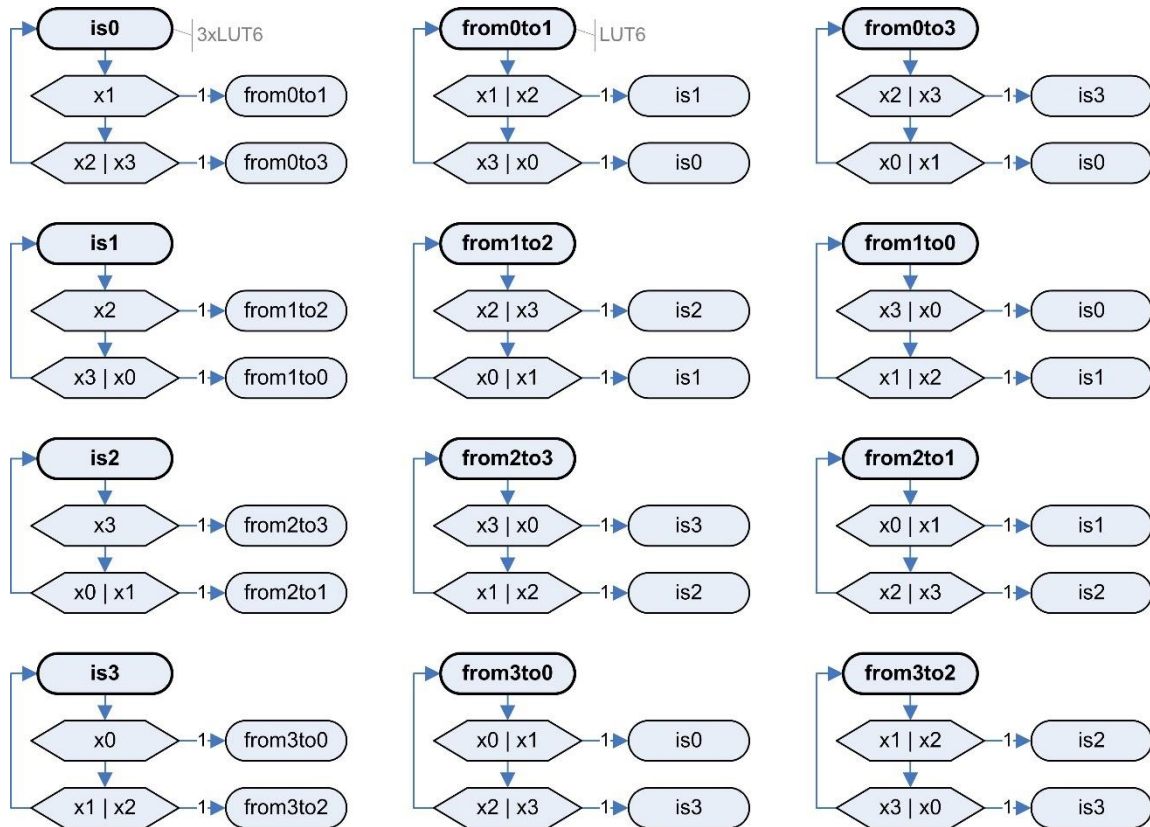 is0
3xLUT6
x1
1
from0to1
x2 | x3
1
from0to3
from0to1
LUT6
x1 | x2
1
is1
x3 | x0
1
is0
from0to3
x2 | x3
1
is3
x0 | x1
1
is0
is1
x2
1
from1to2
x3 | x0
1
from1to0
from1to2
x2 | x3
1
is2
x0 | x1
1
is1
from1to0
x3 | x0
1
is0
x1 | x2
1
is1
is2
x3
1
from2to3
x0 | x1
1
from2to1
from2to3
x3 | x0
1
is3
x1 | x2
1
is2
from2to1
x0 | x1
1
is1
x2 | x3
1
is2
is3
x0
1
from3to0
x1 | x2
1
from3to2
from3to0
x0 | x1
1
is0
x2 | x3
1
is3
from3to2
x1 | x2
1
is2
x3 | x0
1
is3